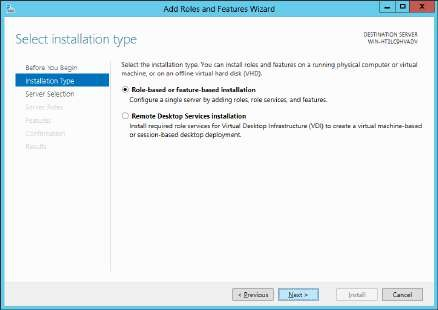 Add Roles and Features Wizard
Select installation type
DESTINATION SERVER
Before You Begin
Installation Type
Server Selection
Server Roles
Features
Confirmation
Results
Select the installation type. You can install roles and features on a running physical computer or virtual
machine, or on an offline virtual hard disk (VHD).
Role-based or feature-based installation
Configure a single server by adding roles, role services, and features.
Remote Desktop Services installation
Install required role services for Virtual Desktop Infrastructure (VDI) to create a virtual machine-based
or session-based desktop deployment.
< Previous
Next >
Install
Cancel